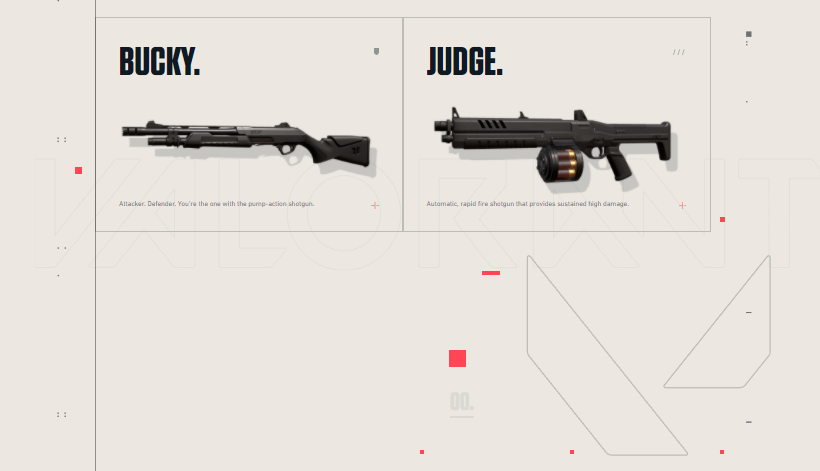 BUCKY.
JUDGE.
///
Attacker. Defender. You're the one with the pump-action shotgun.
Automatic, rapid fire shotgun that provides sustained high damage.
VALORANT
00.